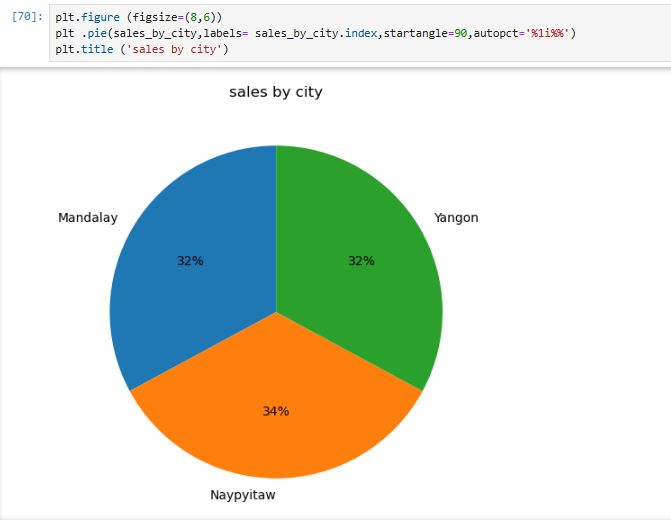 [70]: plt.figure (figsize=(8,6))
plt .pie(sales_by_city,labels= sales_by_city.index,startangle=90,autopct='%1i%%')
plt.title ('sales by city')
sales by city
Mandalay
Yangon
32%
32%
34%
Naypyitaw